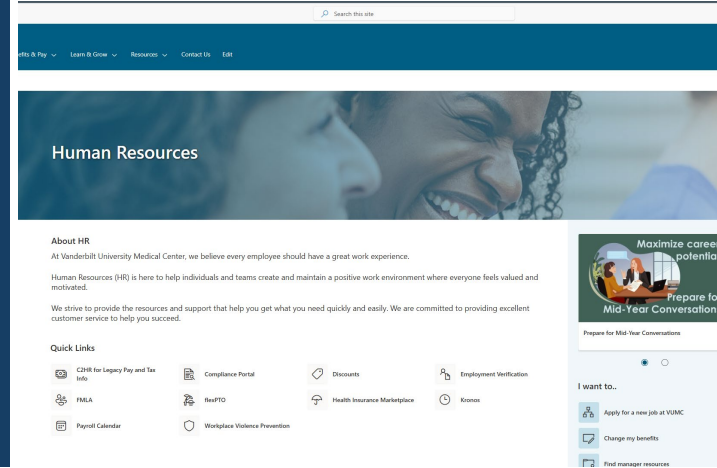 Search this site
efits & Pay
Learn & Grow
Resources
Contact Us
Edit
Human Resources
About HR
At Vanderbilt University Medical Center, we believe every employee should have a great work experience.
Human Resources (HR) is here to help individuals and teams create and maintain a positive work environment where everyone feels valued and
motivated.
We strive to provide the resources and support that help you get what you need quickly and easily. We are committed to providing excellent
customer service to help you succeed.
Quick Links
C2HR for Legacy Pay and Tax
Info
Compliance Portal
Discounts
Employment Verification
FMLA
flexPTO
Health Insurance Marketplace
Kronos
Payroll Calendar
Workplace Violence Prevention
Maximize career
potentia
Prepare fo
Mid-Year Conversation
Prepare for Mid-Year Conversations
I want to..
Apply for a new job at VUMC
Change my benefits
Find manager resources